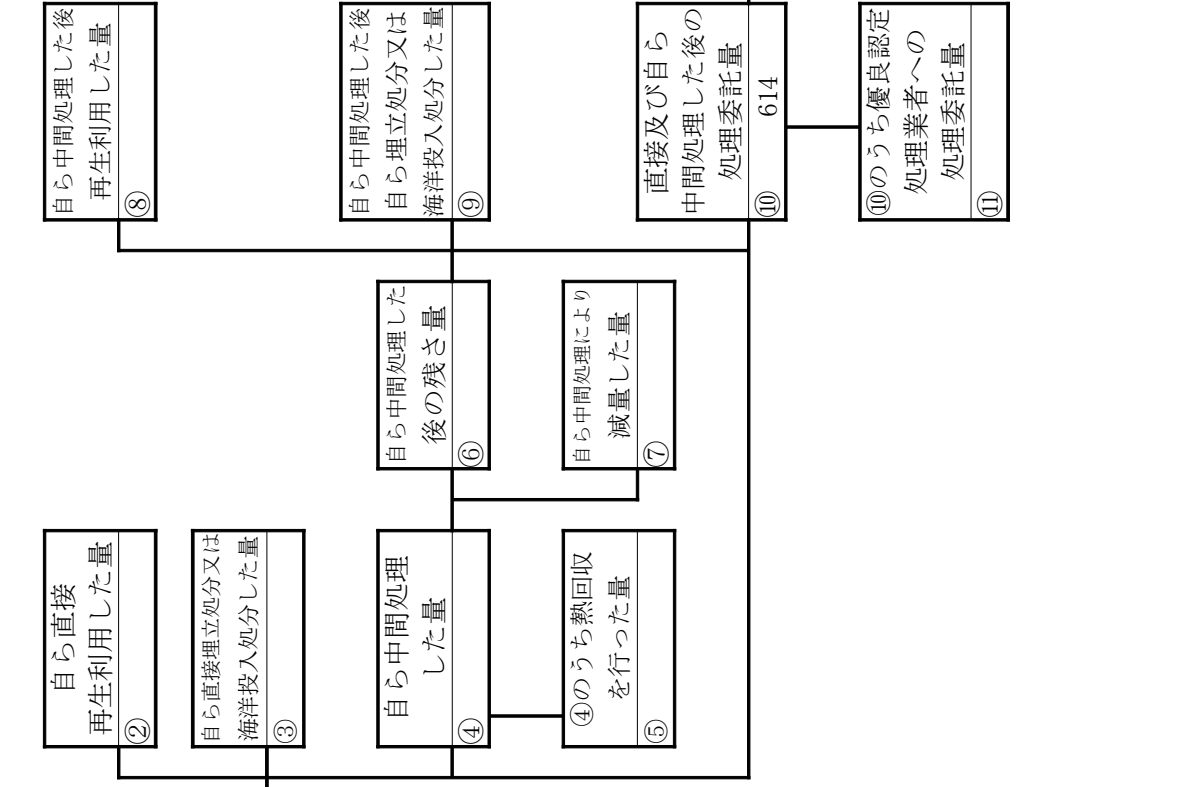 自ら直接
再生利用した量
②
自ら直接埋立処分又は
海洋投入処分した量
③
自ら中間処理
した量
④
④のうち熱回収
を行った量
⑤
自ら中間処理した
後の残さ量
⑥
自ら中間処理により
減量した量
⑦
自ら中間処理した後
再生利用した量
⑧
自ら中間処理した後
自ら埋立処分又は
海洋投入処分した量
⑨
直接及び自ら
中間処理した後の
処理委託量
⑩ 614
⑩のうち優良認定
処理業者への
処理委託量
⑪